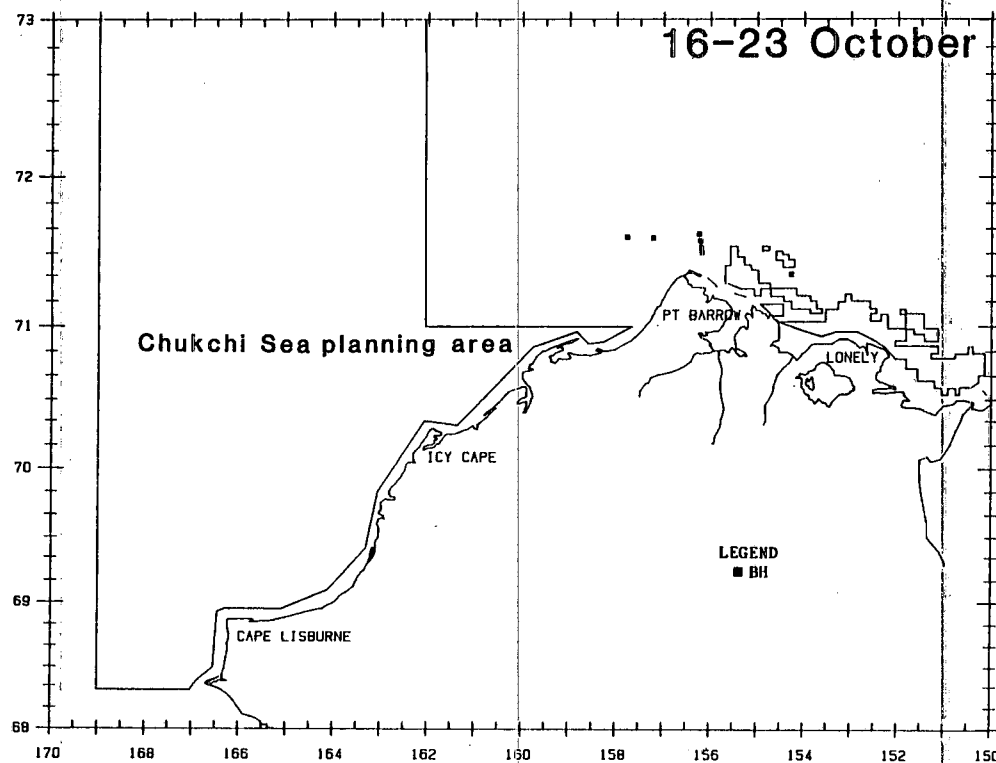 73
16-23 October
72
71
PT BARROW
Chukchi Sea planning area
LONELY
70
ICY CAPE
LEGEND
BH
69
CAPE LISBURNE
68
170 168 166 164 162 160 158 156 154 152 150